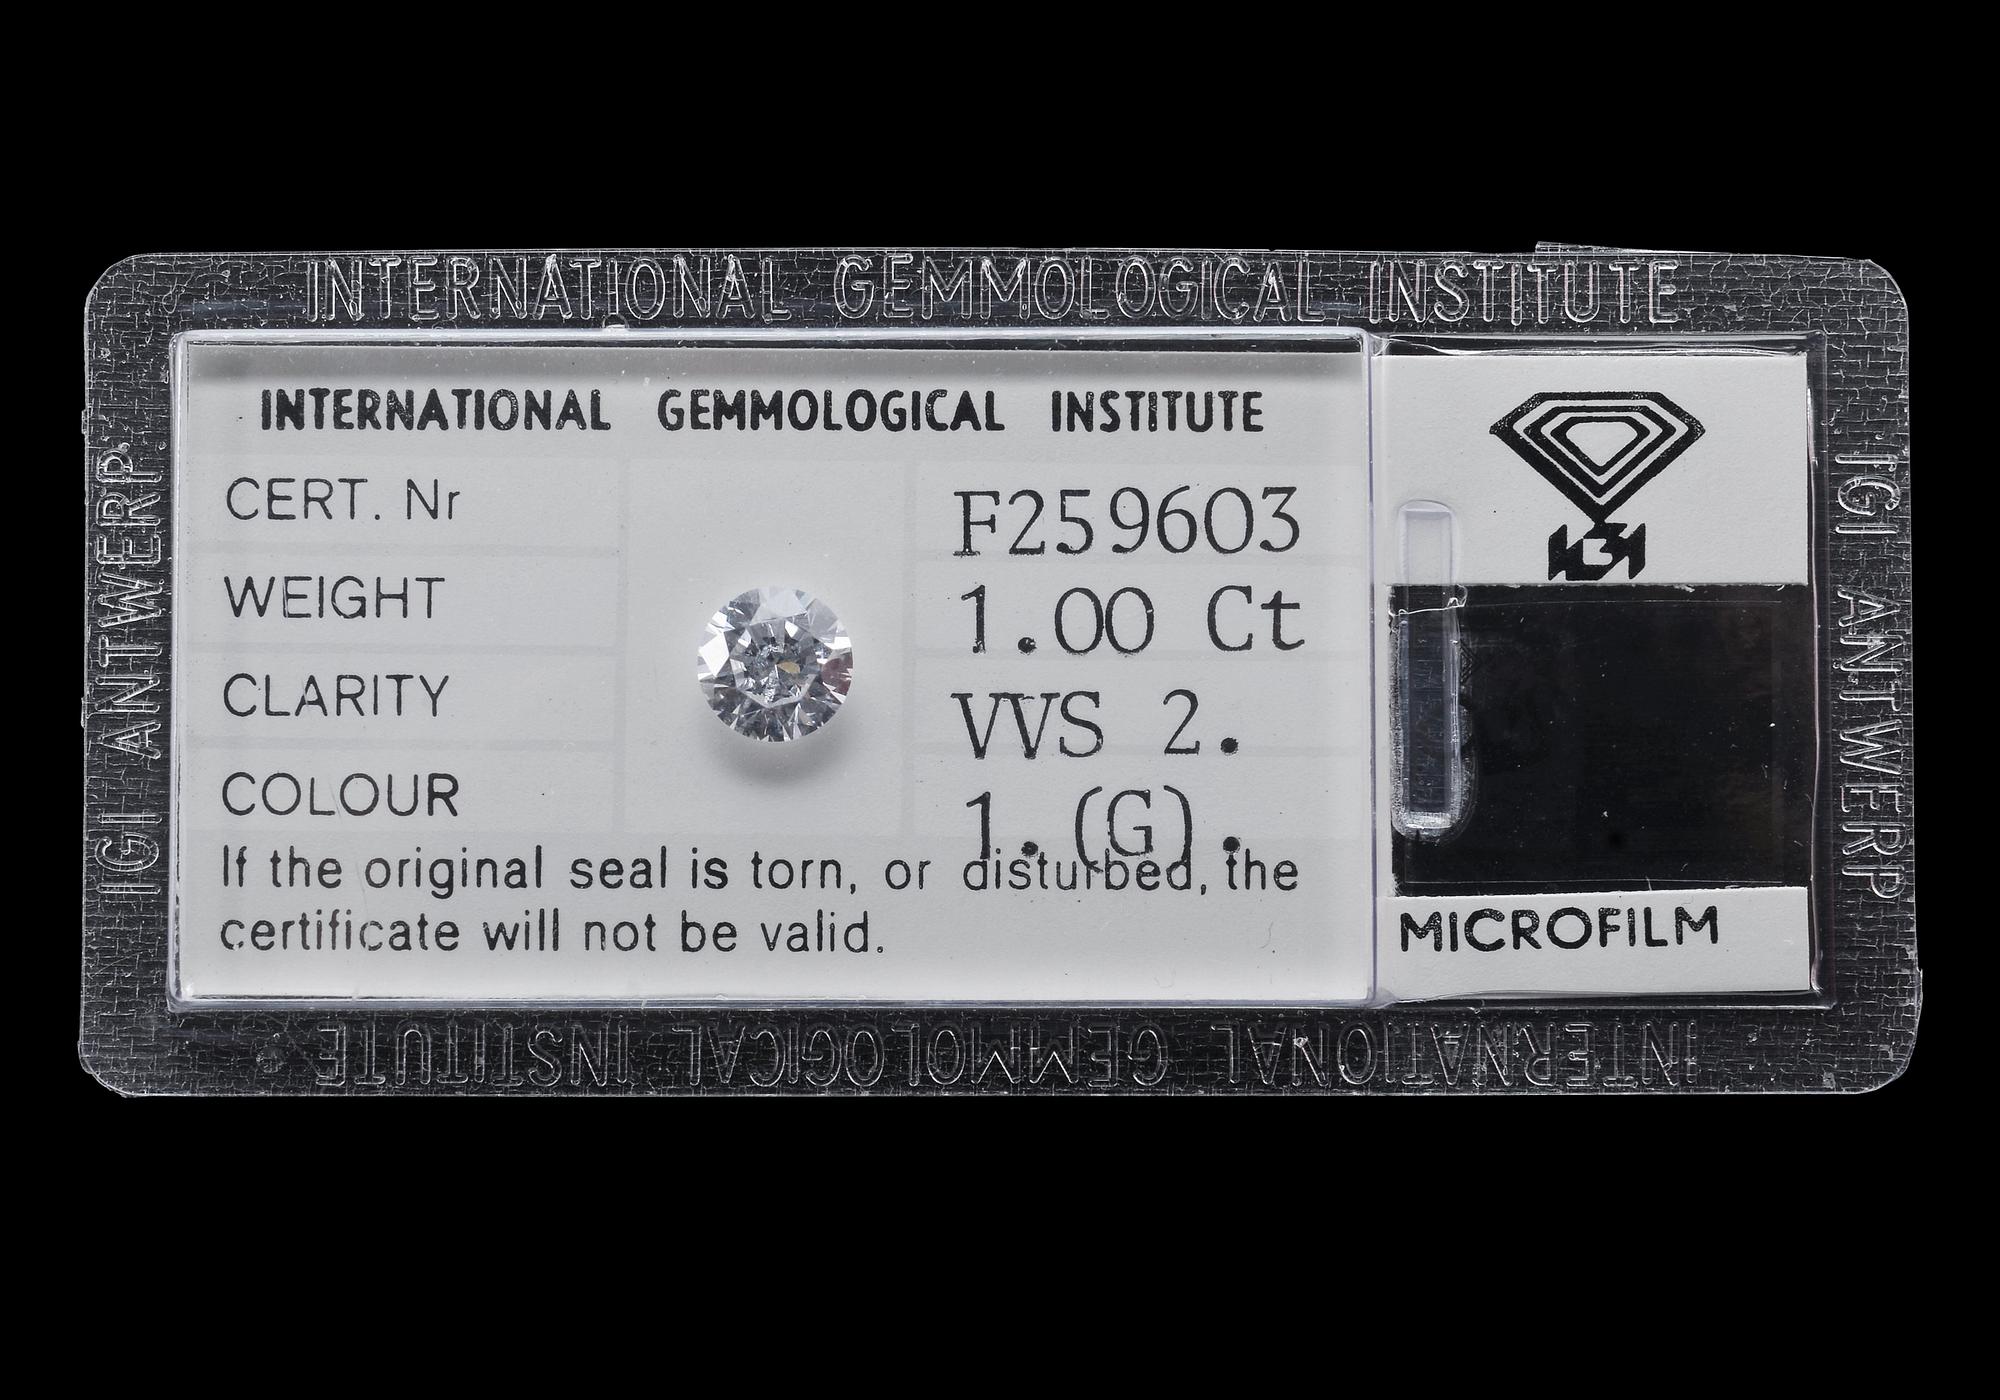 INTERNATIONAL GEMMOLOGICAL INSTITUTE
INTERNATIONAL GEMMOLOGICAL INSTITUTE
CERT. Nr F259603
WEIGHT 1.00 Ct
CLARITY VVS 2.
COLOUR 1. (G).
If the original seal is torn, or disturbed, the
certificate will not be valid.
IGI
MICROFILM
IGI ANTWERP
IGI ANTWERP
INTERNATIONAL GEMMOLOGICAL INSTITUTE